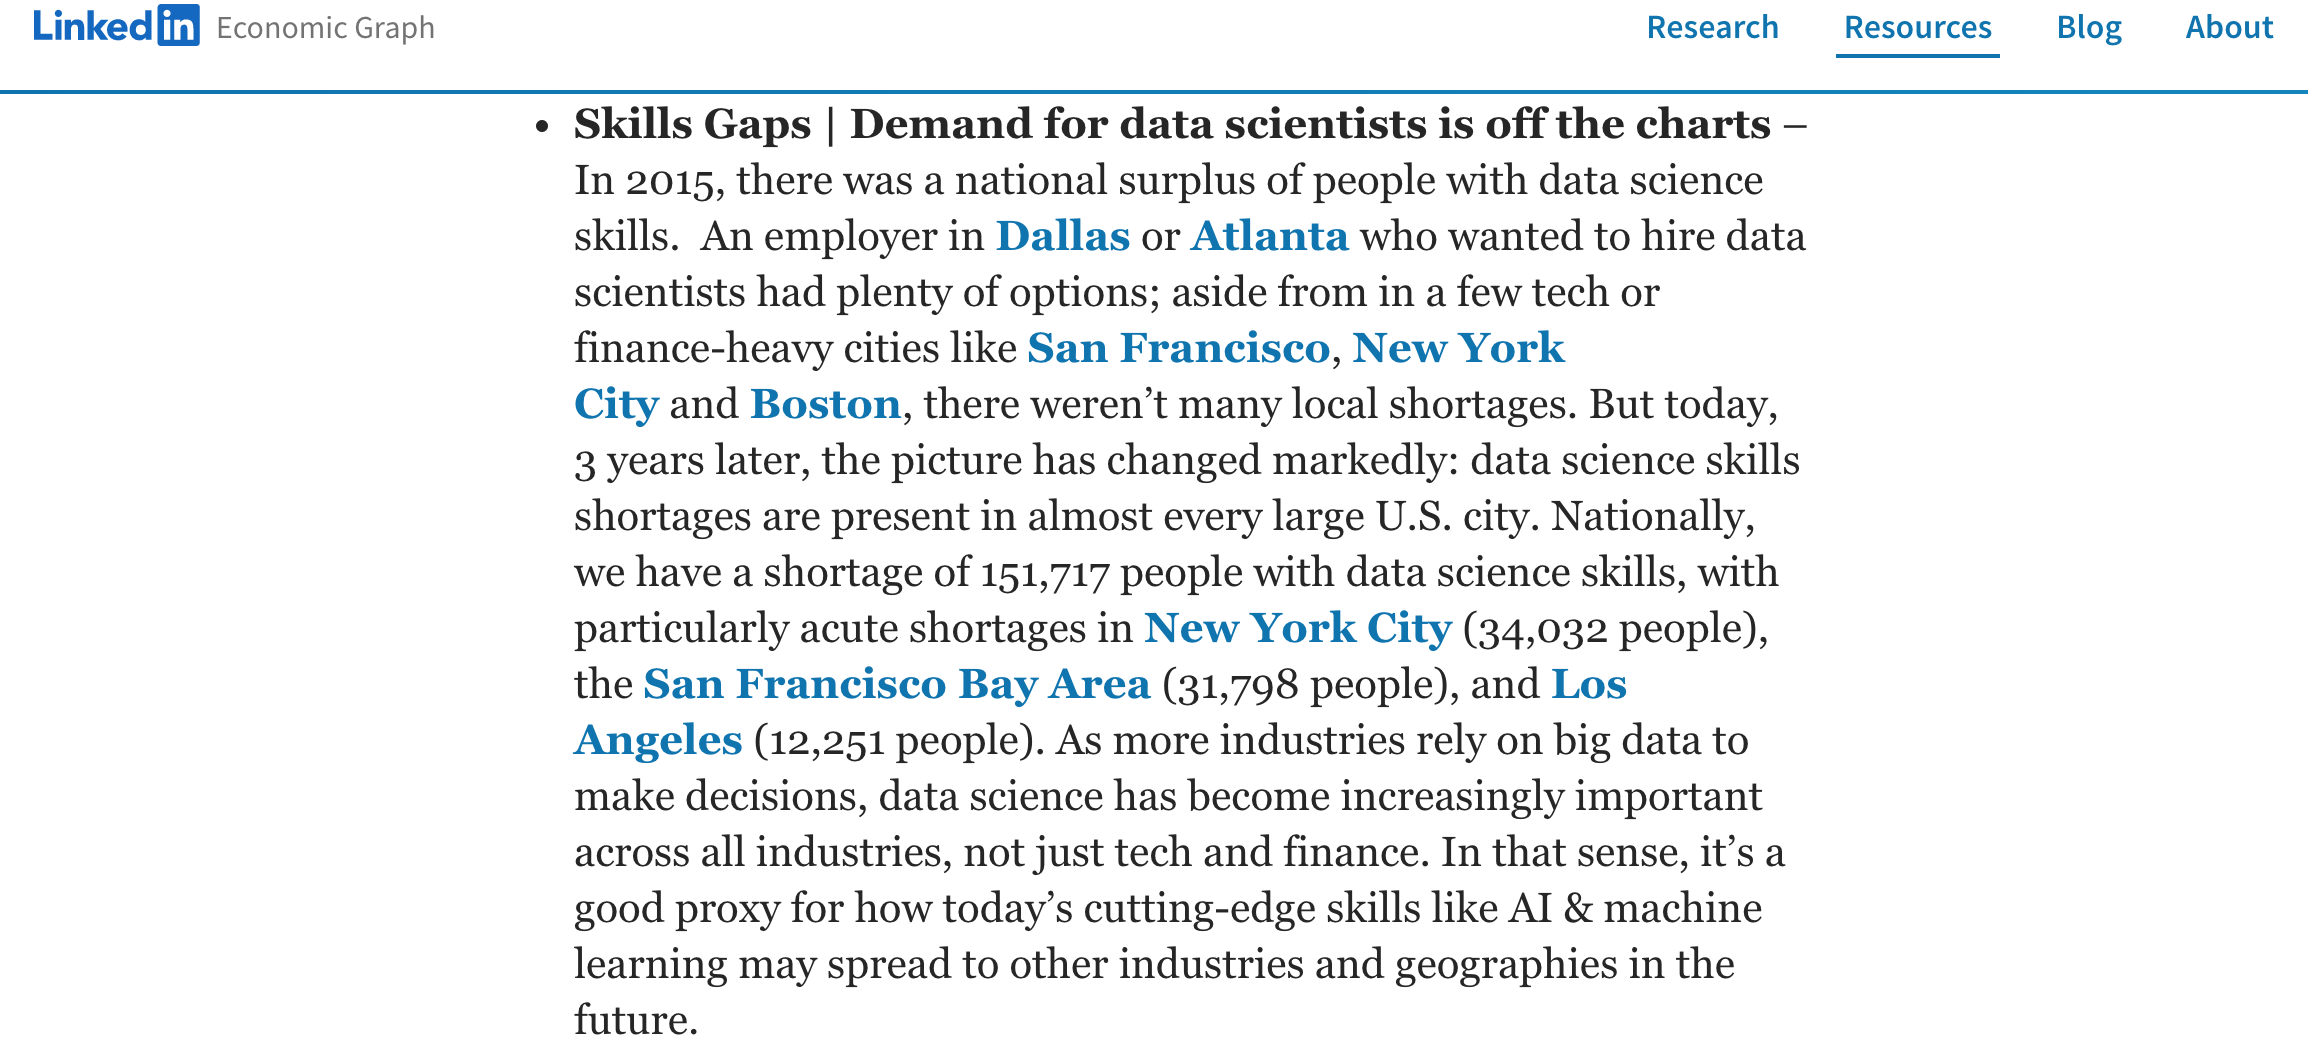 Linked in Economic Graph
Research Resources Blog About
• Skills Gaps | Demand for data scientists is off the charts –
In 2015, there was a national surplus of people with data science
skills.  An employer in Dallas or Atlanta who wanted to hire data
scientists had plenty of options; aside from in a few tech or
finance-heavy cities like San Francisco, New York
City and Boston, there weren’t many local shortages. But today,
3 years later, the picture has changed markedly: data science skills
shortages are present in almost every large U.S. city. Nationally,
we have a shortage of 151,717 people with data science skills, with
particularly acute shortages in New York City (34,032 people),
the San Francisco Bay Area (31,798 people), and Los
Angeles (12,251 people). As more industries rely on big data to
make decisions, data science has become increasingly important
across all industries, not just tech and finance. In that sense, it’s a
good proxy for how today’s cutting-edge skills like AI & machine
learning may spread to other industries and geographies in the
future.